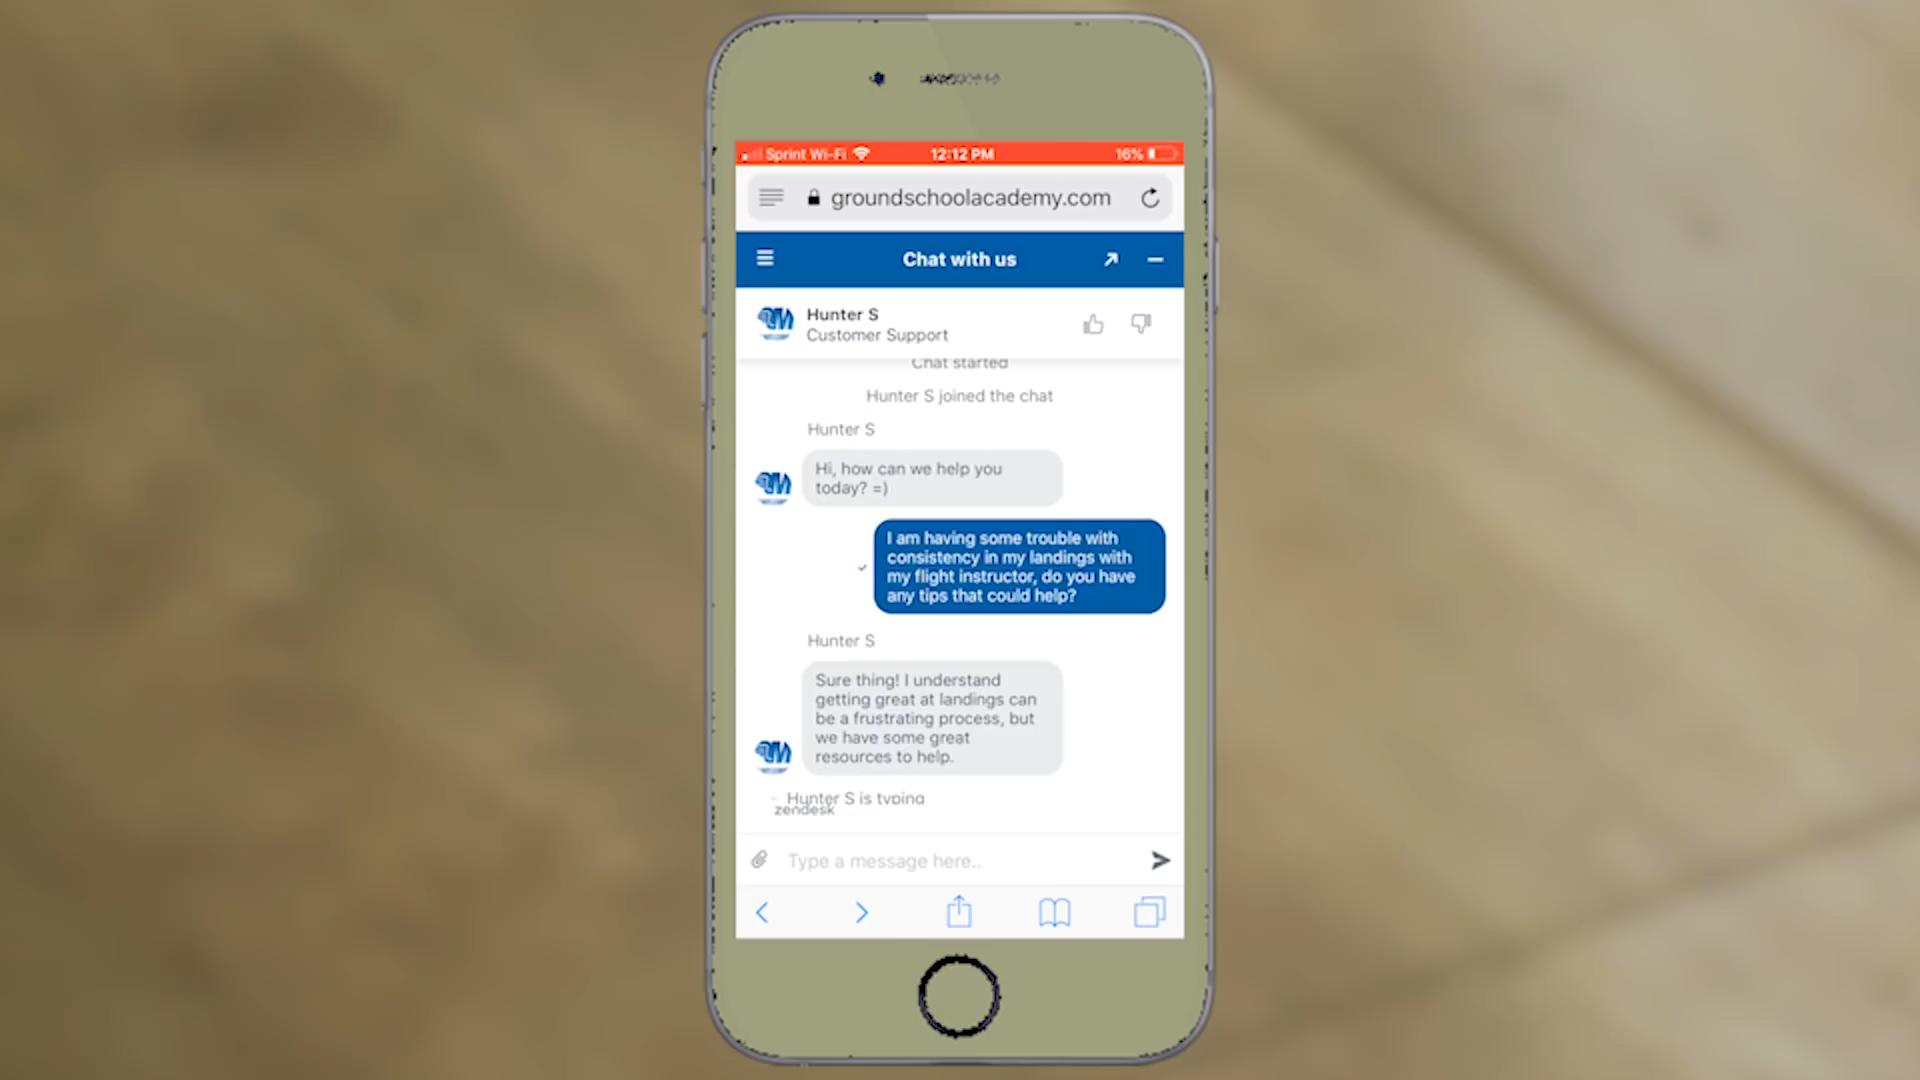 Sprint Wi-Fi 12:12 PM 16%
groundschoolacademy.com
Chat with us
Hunter S
Customer Support
Chat started
Hunter S joined the chat
Hunter S
Hi, how can we help you
today? =)
I am having some trouble with
consistency in my landings with
my flight instructor, do you have
any tips that could help?
Hunter S
Sure thing! I understand
getting great at landings can
be a frustrating process, but
we have some great
resources to help.
Hunter S is typing
zendesk
Type a message here..